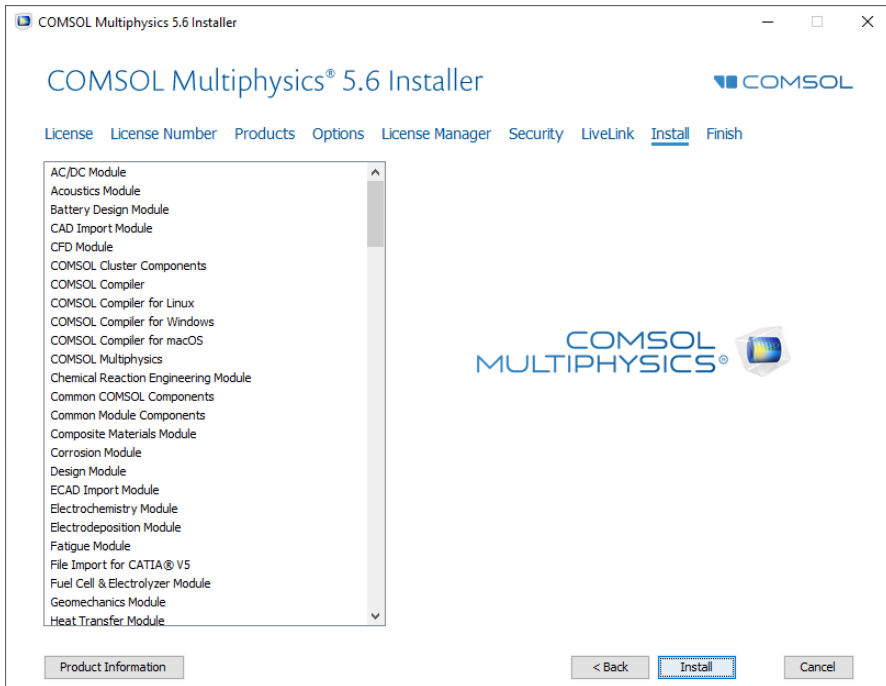 COMSOL Multiphysics 5.6 Installer
COMSOL Multiphysics® 5.6 Installer
COMSOL
License License Number Products Options License Manager Security LiveLink Install Finish
AC/DC Module
Acoustics Module
Battery Design Module
CAD Import Module
CFD Module
COMSOL Cluster Components
COMSOL Compiler
COMSOL Compiler for Linux
COMSOL Compiler for Windows
COMSOL Compiler for macOS
COMSOL Multiphysics
Chemical Reaction Engineering Module
Common COMSOL Components
Common Module Components
Composite Materials Module
Corrosion Module
Design Module
ECAD Import Module
Electrochemistry Module
Electrodeposition Module
Fatigue Module
File Import for CATIA® V5
Fuel Cell & Electrolyzer Module
Geomechanics Module
Heat Transfer Module
COMSOL
MULTIPHYSICS®
Product Information
< Back Install Cancel